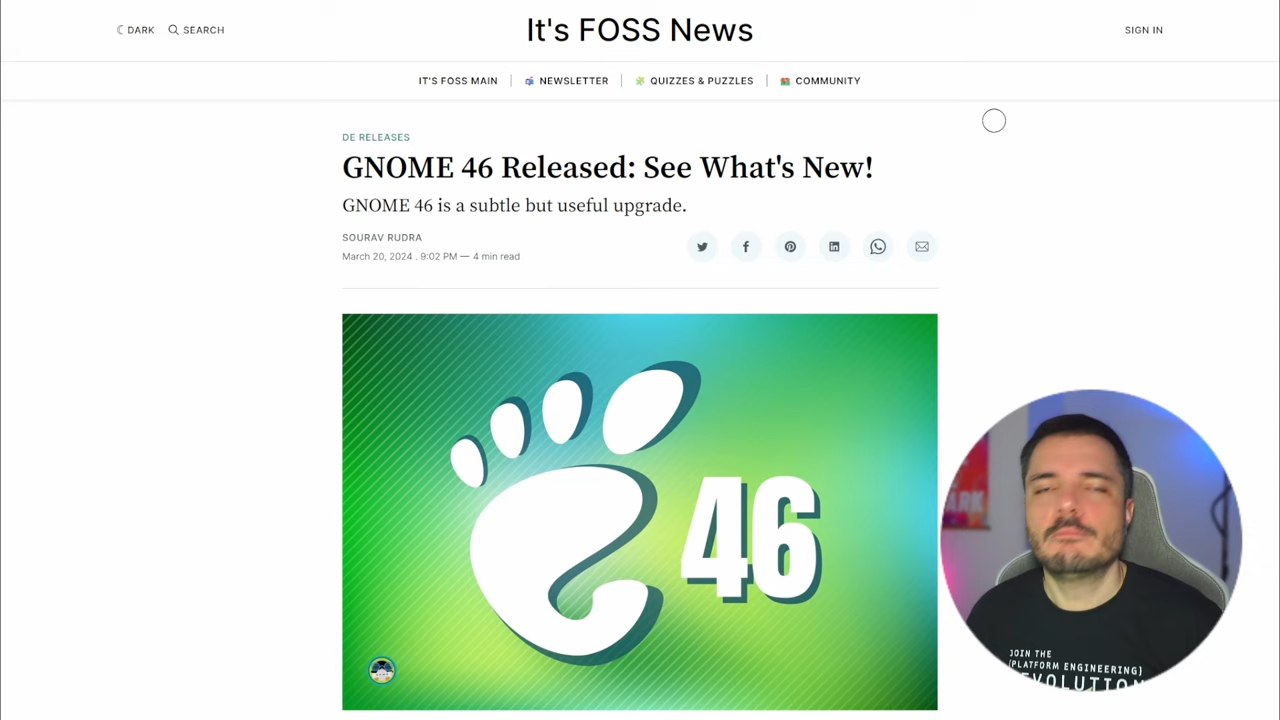 DARK
SEARCH
It's FOSS News
SIGN IN
IT'S FOSS MAIN
NEWSLETTER
QUIZZES & PUZZLES
COMMUNITY
DE RELEASES
GNOME 46 Released: See What's New!
GNOME 46 is a subtle but useful upgrade.
SOURAV RUDRA
March 20, 2024 . 9:02 PM — 4 min read
46
JOIN THE
{PLATFORM ENGINEERING}